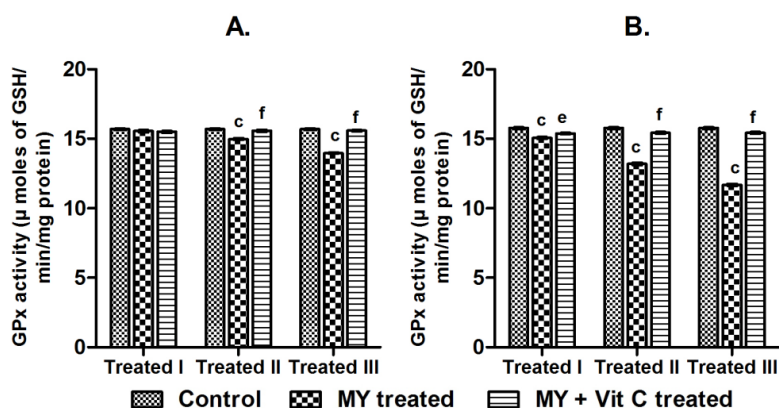 A.
GPx activity (µ moles of GSH/
min/mg protein)
20
15
10
5
0
c f
c f
Treated I Treated II Treated III
B.
GPx activity (µ moles of GSH/
min/mg protein)
20
15
10
5
0
c e
c f
c f
Treated I Treated II Treated III
Control MY treated MY + Vit C treated